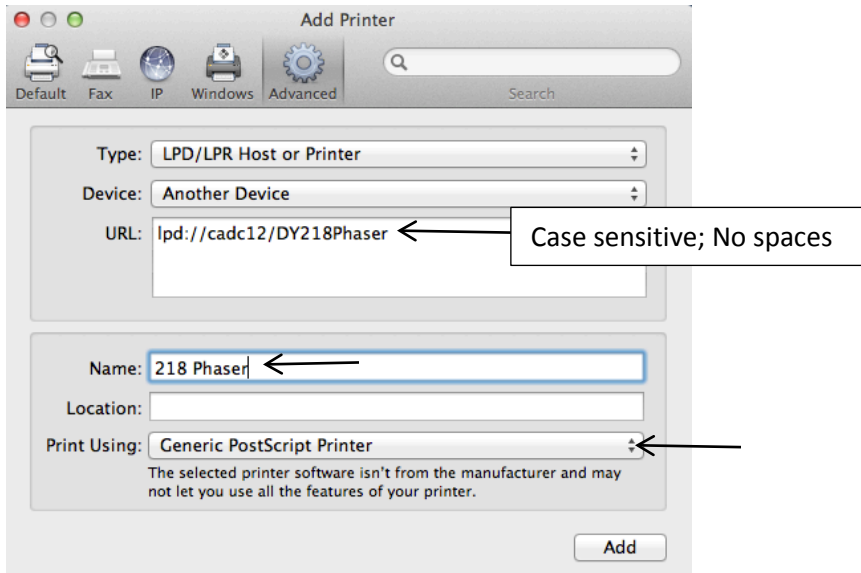 Add Printer
Default Fax IP Windows Advanced Search
Type: LPD/LPR Host or Printer
Device: Another Device
URL: lpd://cadc12/DY218Phaser
Case sensitive; No spaces
Name: 218 Phaser
Location:
Print Using: Generic PostScript Printer
The selected printer software isn't from the manufacturer and may
not let you use all the features of your printer.
Add